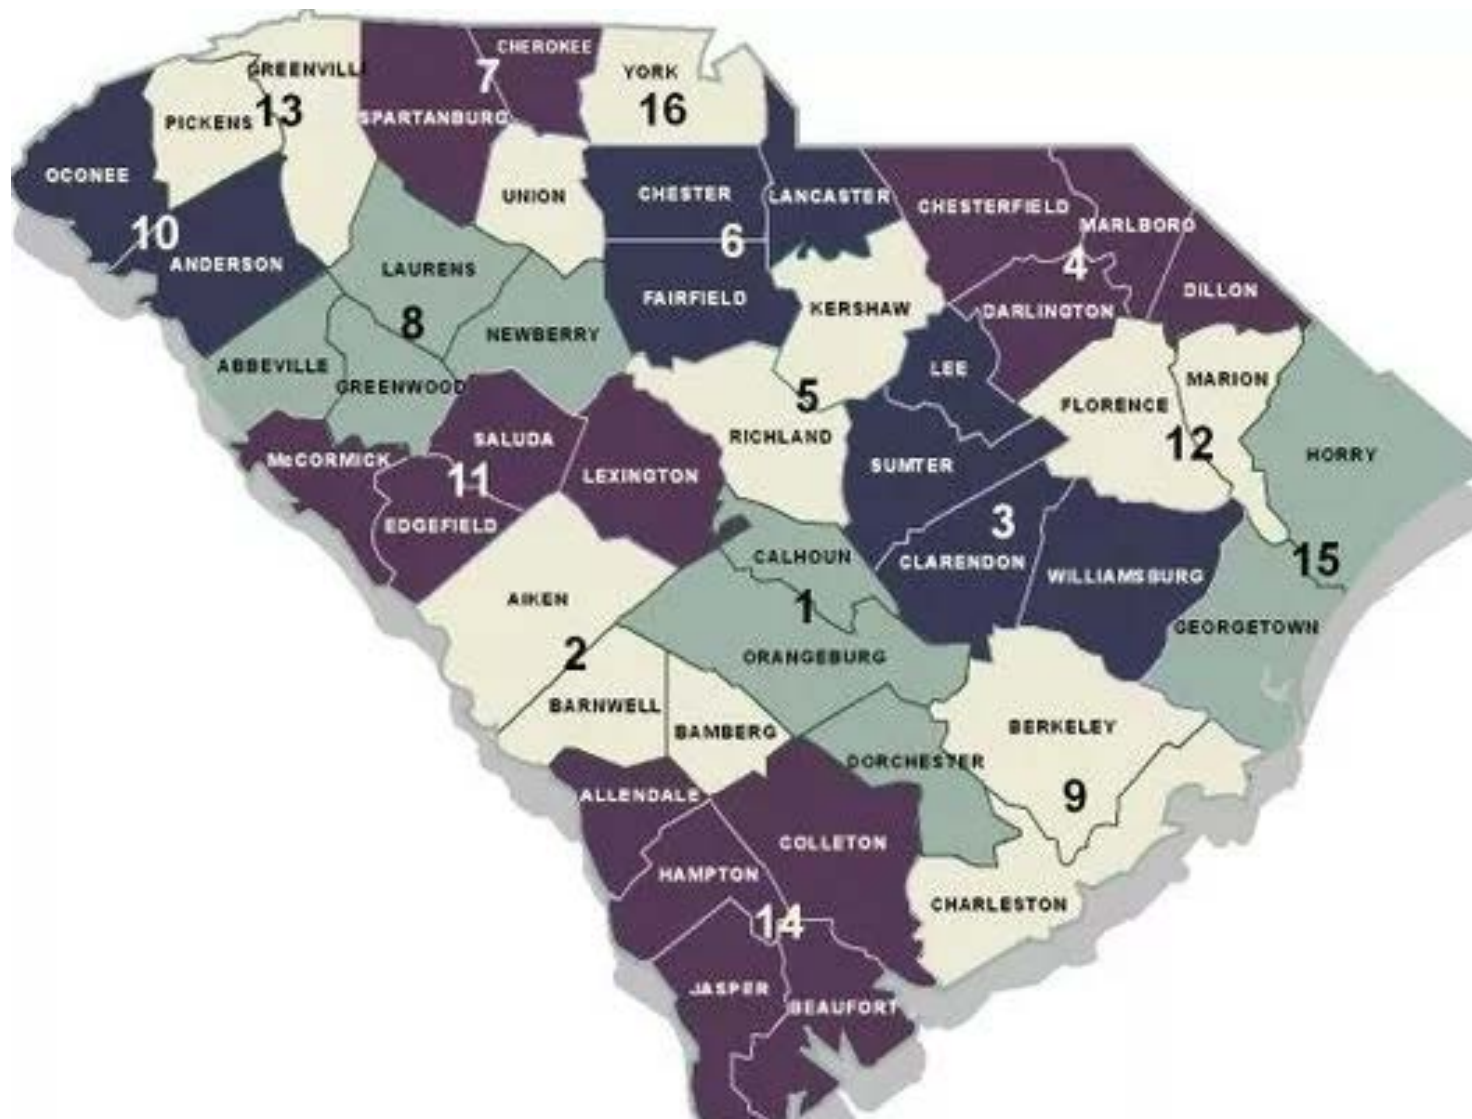 CHEROKEE
GREENVILLE
YORK
7
13
16
PICKENS
SPARTANBURG
OCONEE
UNION
CHESTER
LANCASTER
CHESTERFIELD
MARLBORO
10
6
4
ANDERSON
LAURENS
FAIRFIELD
DILLON
KERSHAW
DARLINGTON
8
NEWBERRY
ABBEVILLE
GREENWOOD
LEE
MARION
5
FLORENCE
RICHLAND
SALUDA
12
McCORMICK
HORRY
11
LEXINGTON
SUMTER
EDGEFIELD
3
CALHOUN
CLARENDON
15
WILLIAMSBURG
AIKEN
1
GEORGETOWN
2
ORANGEBURG
BARNWELL
BAMBERG
BERKELEY
DORCHESTER
ALLENDALE
9
COLLETON
HAMPTON
CHARLESTON
14
JASPER
BEAUFORT